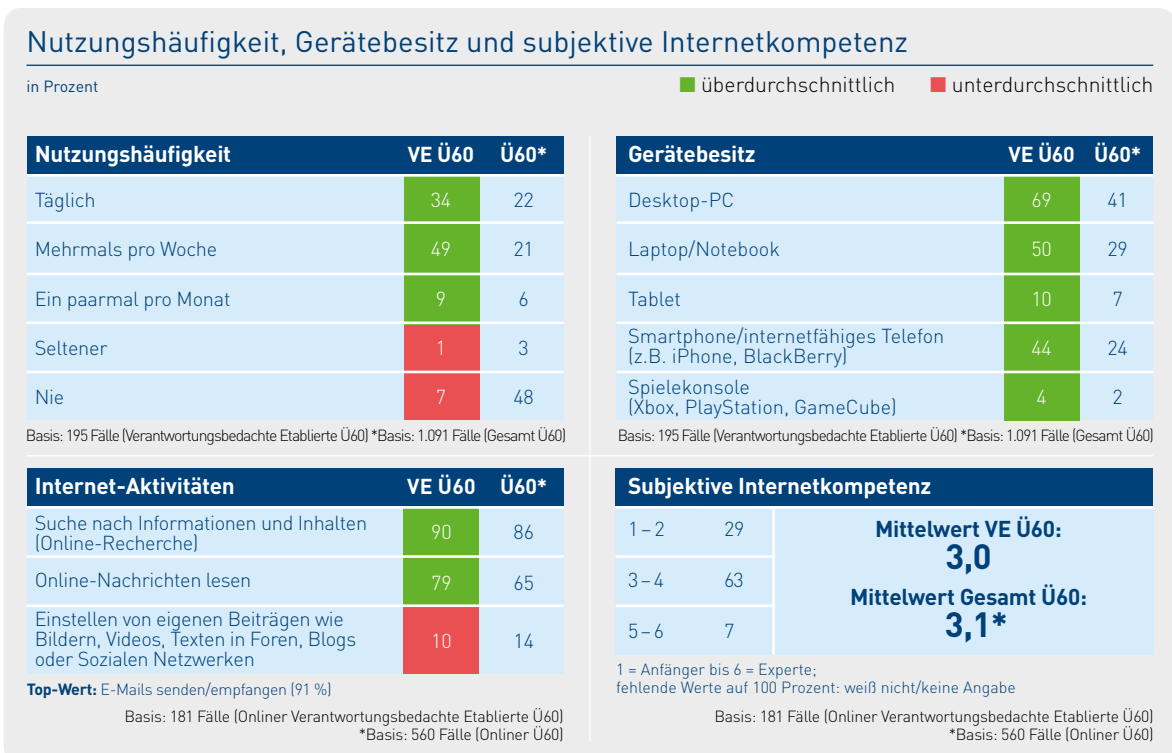 Nutzungshäufigkeit, Gerätebesitz und subjektive Internetkompetenz
in Prozent
überdurchschnittlich unterdurchschnittlich
Nutzungshäufigkeit VE Ü60 Ü60*
Täglich 34 22
Mehrmals pro Woche 49 21
Ein paarmal pro Monat 9 6
Seltener 1 3
Nie 7 48
Basis: 195 Fälle (Verantwortungsbedachte Etablierte Ü60) *Basis: 1.091 Fälle (Gesamt Ü60)
Gerätebesitz VE Ü60 Ü60*
Desktop-PC 69 41
Laptop/Notebook 50 29
Tablet 10 7
Smartphone/internetfähiges Telefon
(z.B. iPhone, BlackBerry) 44 24
Spielekonsole
(Xbox, PlayStation, GameCube) 4 2
Basis: 195 Fälle (Verantwortungsbedachte Etablierte Ü60) *Basis: 1.091 Fälle (Gesamt Ü60)
Internet-Aktivitäten VE Ü60 Ü60*
Suche nach Informationen und Inhalten
(Online-Recherche) 90 86
Online-Nachrichten lesen 79 65
Einstellen von eigenen Beiträgen wie
Bildern, Videos, Texten in Foren, Blogs 10 14
oder Sozialen Netzwerken
Top-Wert: E-Mails senden/empfangen (91 %)
Basis: 181 Fälle (Onliner Verantwortungsbedachte Etablierte Ü60)
*Basis: 560 Fälle (Onliner Ü60)
Subjektive Internetkompetenz
1 – 2 29
3 – 4 63
5 – 6 7
Mittelwert VE Ü60:
3,0
Mittelwert Gesamt Ü60:
3,1*
1 = Anfänger bis 6 = Experte;
fehlende Werte auf 100 Prozent: weiß nicht/keine Angabe
Basis: 181 Fälle (Onliner Verantwortungsbedachte Etablierte Ü60)
*Basis: 560 Fälle (Onliner Ü60)